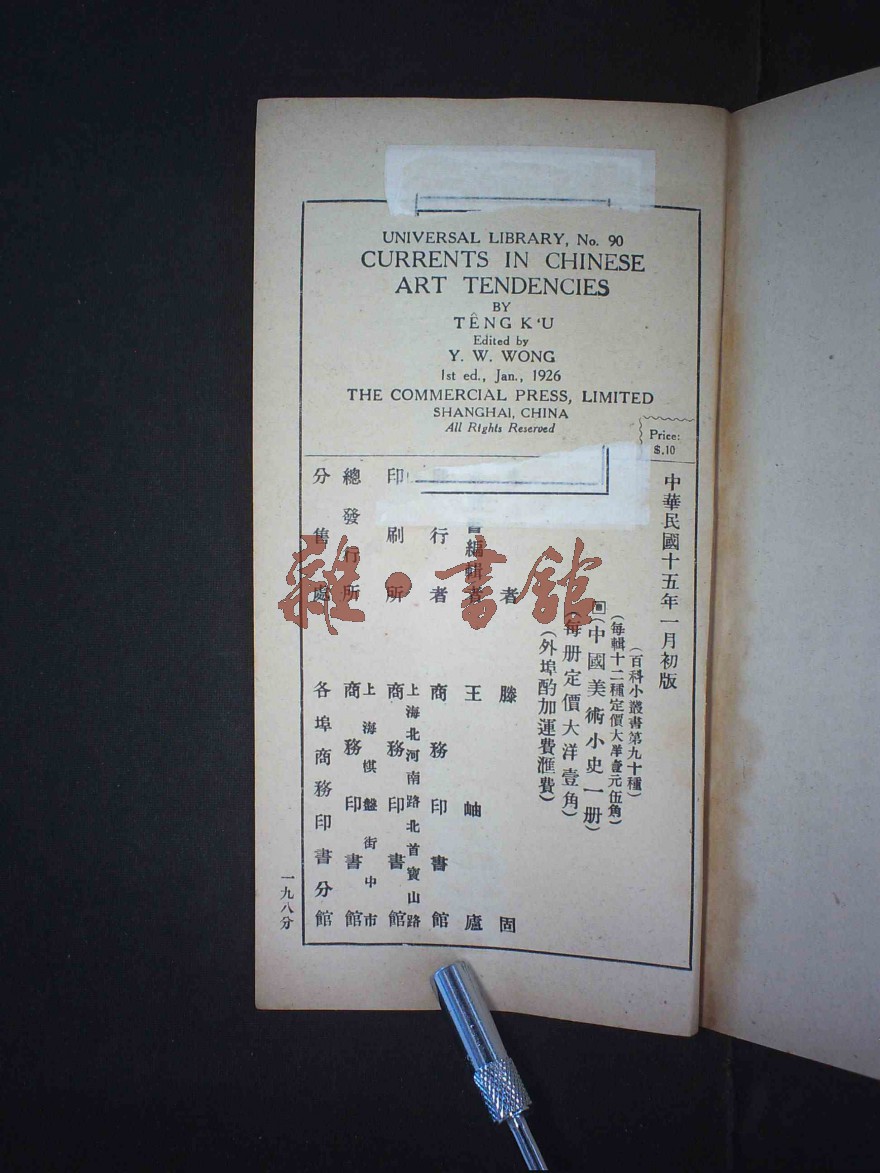 UNIVERSAL LIBRARY, No. 90
CURRENTS IN CHINESE
ART TENDENCIES
BY
TÊNG K‘U
Edited by
Y. W. WONG
1st ed., Jan., 1926
THE COMMERCIAL PRESS, LIMITED
SHANGHAI, CHINA
All Rights Reserved
Price:
$.10
中華民國十五年一月初版
(百科小叢書第九十種)
(每輯十二種定價大洋壹元伍角)
(中國美術小史一册)
(每册定價大洋壹角)
(外埠酌加運費滙費)
者 滕固
編輯者 王岫廬
行者 商務印書館
印刷所 上海北河南路北首寶山路 商務印書館
總發行所 上海棋盤街中市 商務印書館
分售處 各埠商務印書分館
一九八分
雜·書館